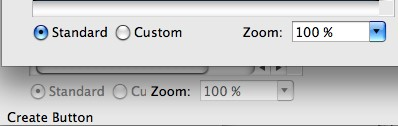 Standard Custom Zoom: 100 %
Standard Cu Zoom: 100 %
Create Button